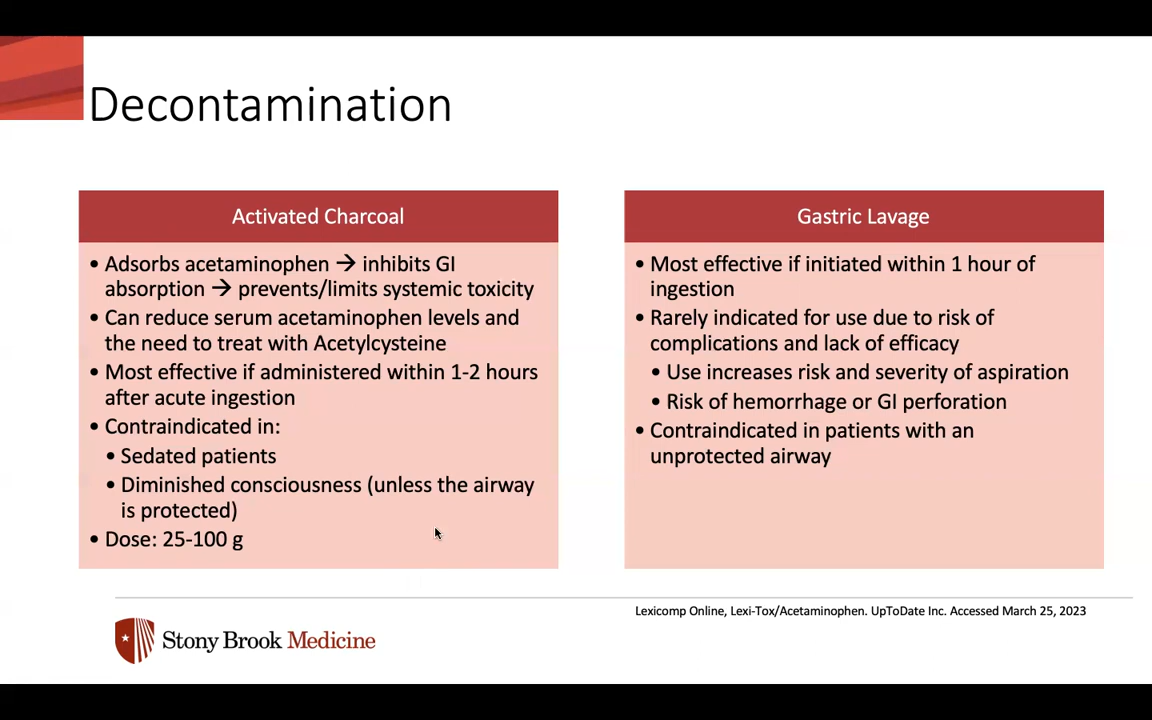 Decontamination
Activated Charcoal
• Adsorbs acetaminophen → inhibits GI
absorption → prevents/limits systemic toxicity
• Can reduce serum acetaminophen levels and
the need to treat with Acetylcysteine
• Most effective if administered within 1-2 hours
after acute ingestion
• Contraindicated in:
• Sedated patients
• Diminished consciousness (unless the airway
is protected)
• Dose: 25-100 g
Gastric Lavage
• Most effective if initiated within 1 hour of
ingestion
• Rarely indicated for use due to risk of
complications and lack of efficacy
• Use increases risk and severity of aspiration
• Risk of hemorrhage or GI perforation
• Contraindicated in patients with an
unprotected airway
Lexicomp Online, Lexi-Tox/Acetaminophen. UpToDate Inc. Accessed March 25, 2023
Stony Brook Medicine